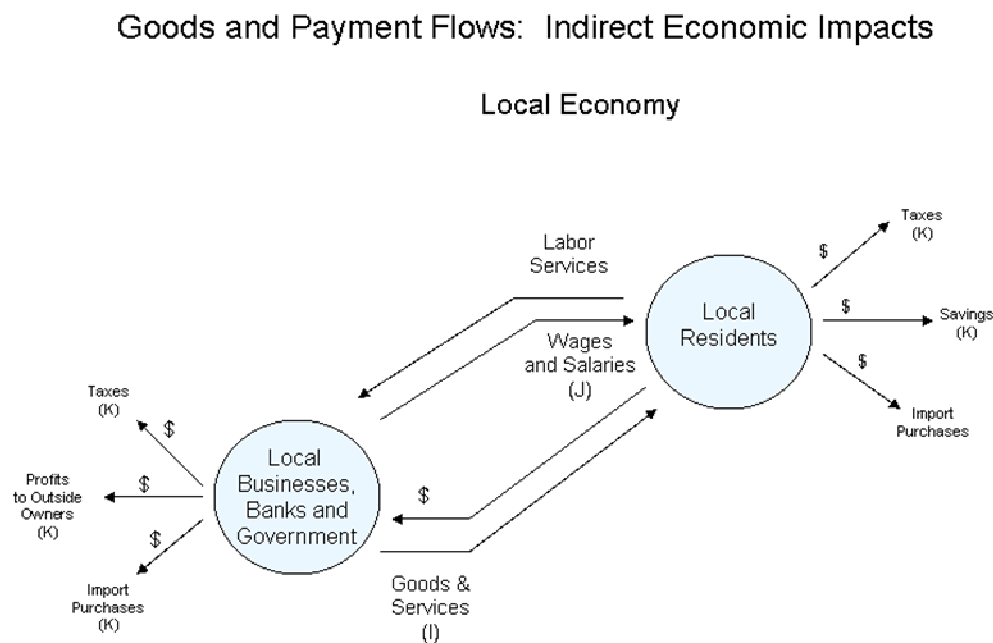 Goods and Payment Flows: Indirect Economic Impacts
Local Economy
Labor
Services
Wages
and Salaries
(J)
Local
Residents
$
Taxes
(K)
$
Savings
(K)
$
Import
Purchases
Taxes
(K)
$
Profits
to Outside
Owners
(K)
$
Import
Purchases
(K)
$
Local
Businesses,
Banks and
Government
$
Goods &
Services
(I)